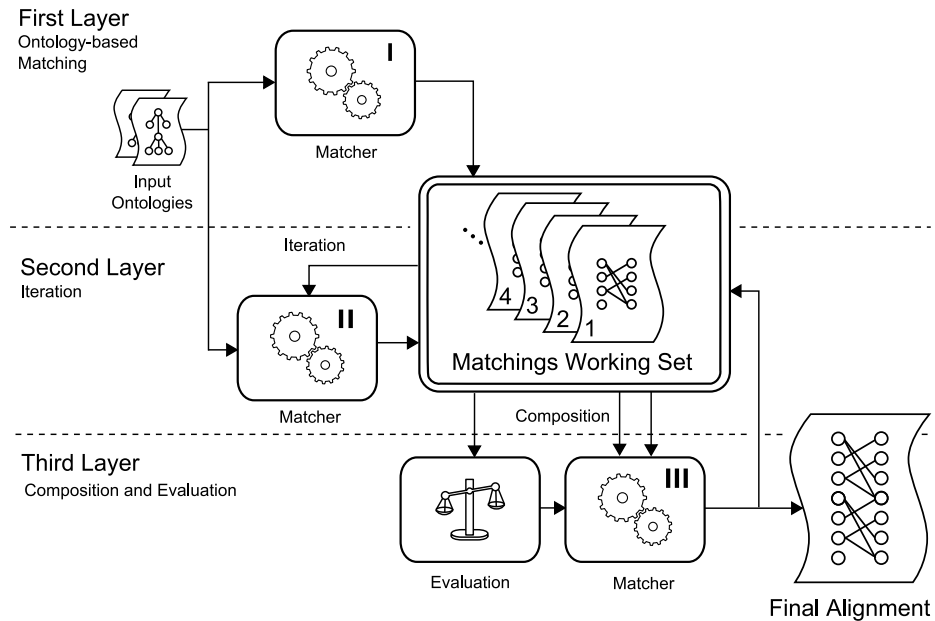 First Layer
Ontology-based
Matching
I
Matcher
Input
Ontologies
Iteration
Second Layer
Iteration
II
Matcher
4
3
2
1
Matchings Working Set
Composition
Third Layer
Composition and Evaluation
III
Evaluation
Matcher
Final Alignment